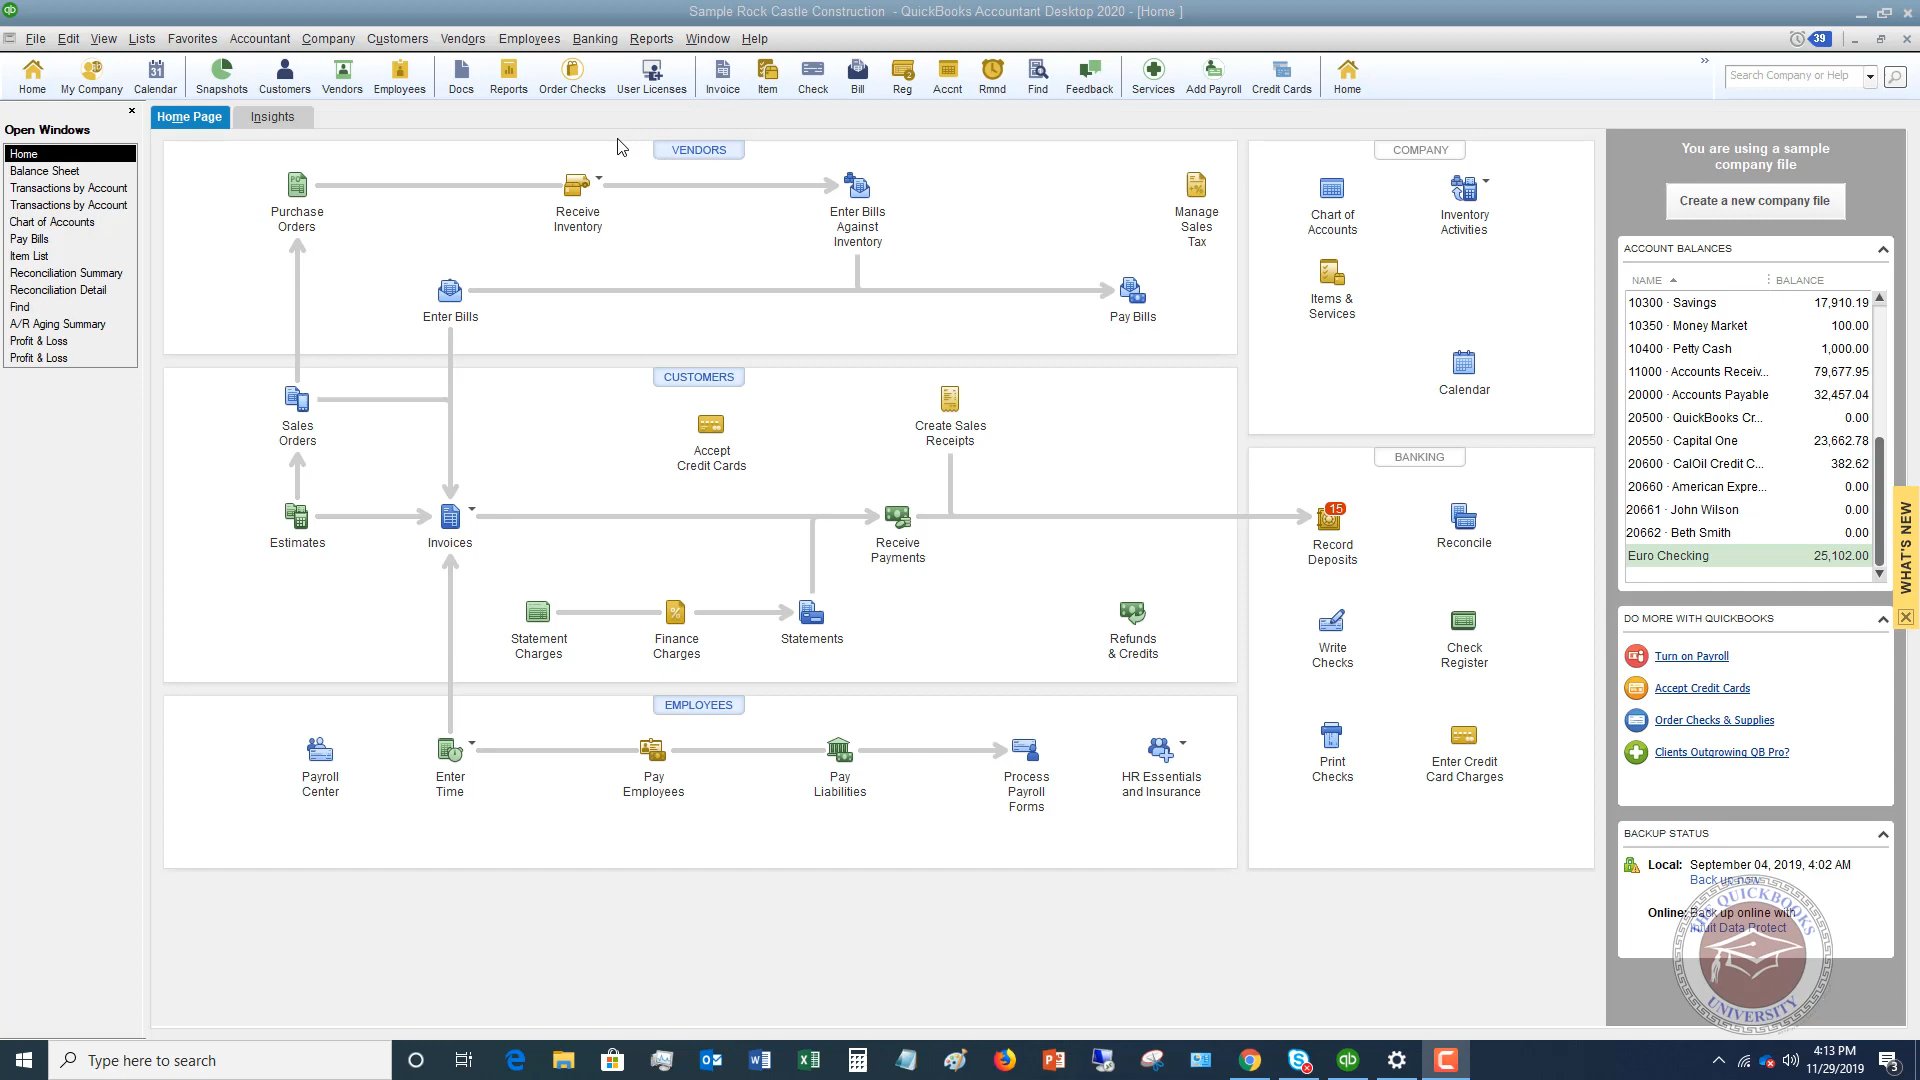 Sample Rock Castle Construction - QuickBooks Accountant Desktop 2020 - [Home ]
File Edit View Lists Favorites Accountant Company Customers Vendors Employees Banking Reports Window Help
39
Home My Company Calendar Snapshots Customers Vendors Employees Docs Reports Order Checks User Licenses Invoice Item Check Bill Reg Accnt Rmnd Find Feedback Services Add Payroll Credit Cards Home
Search Company or Help
Open Windows
Home
Balance Sheet
Transactions by Account
Transactions by Account
Chart of Accounts
Pay Bills
Item List
Reconciliation Summary
Reconciliation Detail
Find
A/R Aging Summary
Profit & Loss
Profit & Loss
Home Page
Insights
VENDORS
Purchase
Orders
Receive
Inventory
Enter Bills
Against
Inventory
Manage
Sales
Tax
Enter Bills
Pay Bills
CUSTOMERS
Sales
Orders
Accept
Credit Cards
Create Sales
Receipts
Estimates
Invoices
Receive
Payments
Statement
Charges
Finance
Charges
Statements
Refunds
& Credits
EMPLOYEES
Payroll
Center
Enter
Time
Pay
Employees
Pay
Liabilities
Process
Payroll
Forms
HR Essentials
and Insurance
COMPANY
Chart of
Accounts
Inventory
Activities
Items &
Services
Calendar
BANKING
15
Record
Deposits
Reconcile
Write
Checks
Check
Register
Print
Checks
Enter Credit
Card Charges
You are using a sample
company file
Create a new company file
ACCOUNT BALANCES
NAME BALANCE
10300 · Savings 17,910.19
10350 · Money Market 100.00
10400 · Petty Cash 1,000.00
11000 · Accounts Receiv... 79,677.95
20000 · Accounts Payable 32,457.04
20500 · QuickBooks Cr... 0.00
20550 · Capital One 23,662.78
20600 · CalOil Credit C... 382.62
20660 · American Expre... 0.00
20661 · John Wilson 0.00
20662 · Beth Smith 0.00
Euro Checking 25,102.00
WHAT'S NEW
DO MORE WITH QUICKBOOKS
Turn on Payroll
Accept Credit Cards
Order Checks & Supplies
Clients Outgrowing QB Pro?
BACKUP STATUS
Local: September 04, 2019, 4:02 AM
Back up now
Online: Back up online with
Intuit Data Protect
THE QUICKBOOKS
UNIVERSITY
Type here to search
4:13 PM
11/29/2019
3